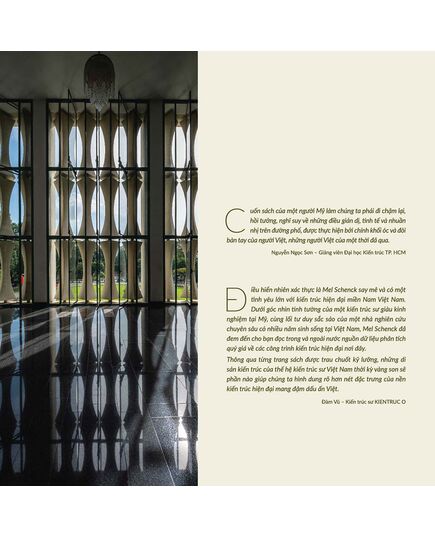 Cuốn sách của một người Mỹ làm chúng ta phải đi chậm lại,
hồi tưởng, nghĩ suy về những điều giản dị, tinh tế và nhuần
nhị trên đường phố, được thực hiện bởi chính khối óc và đôi
bàn tay của người Việt, những người Việt của một thời đã qua.
Nguyễn Ngọc Sơn – Giảng viên Đại học Kiến trúc TP. HCM
Điều hiển nhiên xác thực là Mel Schenck say mê và có một
tình yêu lớn với kiến trúc hiện đại miền Nam Việt Nam.
Dưới góc nhìn tinh tường của một kiến trúc sư giàu kinh
nghiệm tại Mỹ, cùng lối tư duy sắc sảo của một nhà nghiên cứu
chuyên sâu có nhiều năm sinh sống tại Việt Nam, Mel Schenck đã
đem đến cho bạn đọc trong và ngoài nước nguồn dữ liệu phân tích
quý giá về các công trình kiến trúc hiện đại nơi đây.
Thông qua từng trang sách được trau chuốt kỹ lưỡng, những di
sản kiến trúc của thế hệ kiến trúc sư Việt Nam thời kỳ vàng son sẽ
phần nào giúp chúng ta hình dung rõ hơn nét đặc trưng của nền
kiến trúc hiện đại mang đậm dấu ấn Việt.
Đàm Vũ – Kiến trúc sư KIENTRUC O